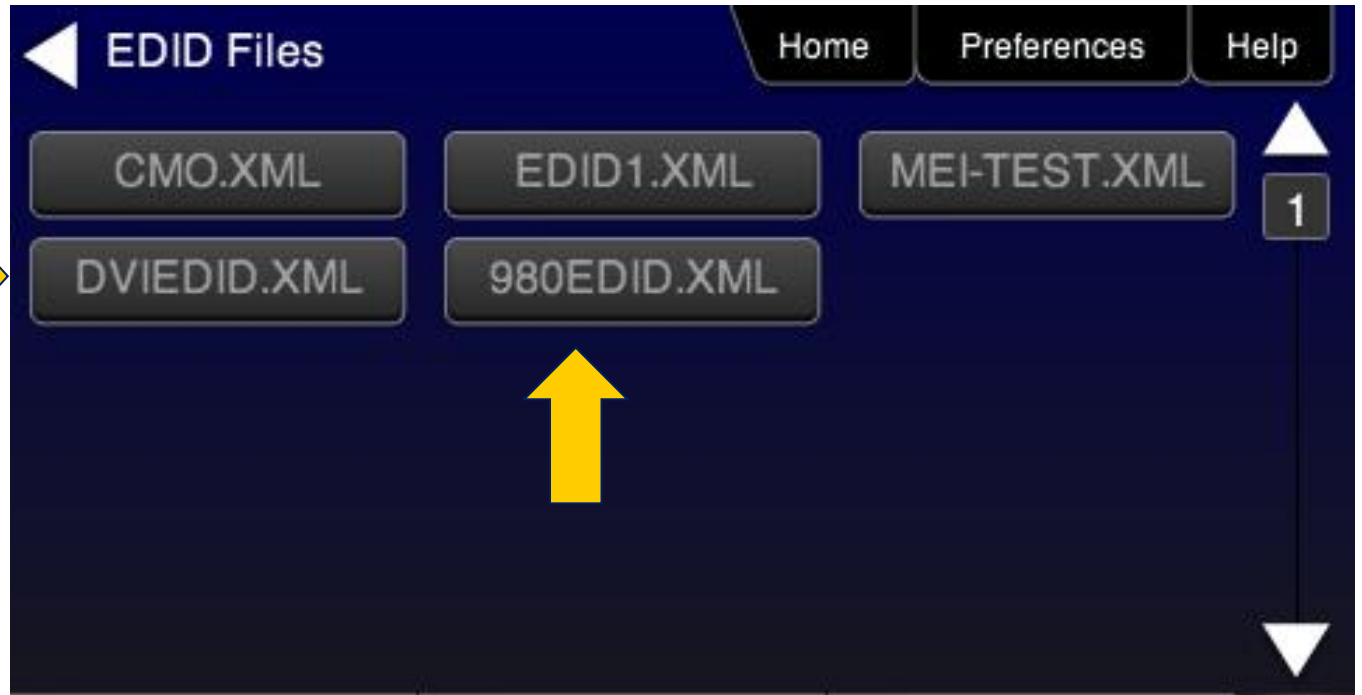 EDID Files Home Preferences Help
CMO.XML EDID1.XML MEI-TEST.XML
1
DVIEDID.XML 980EDID.XML